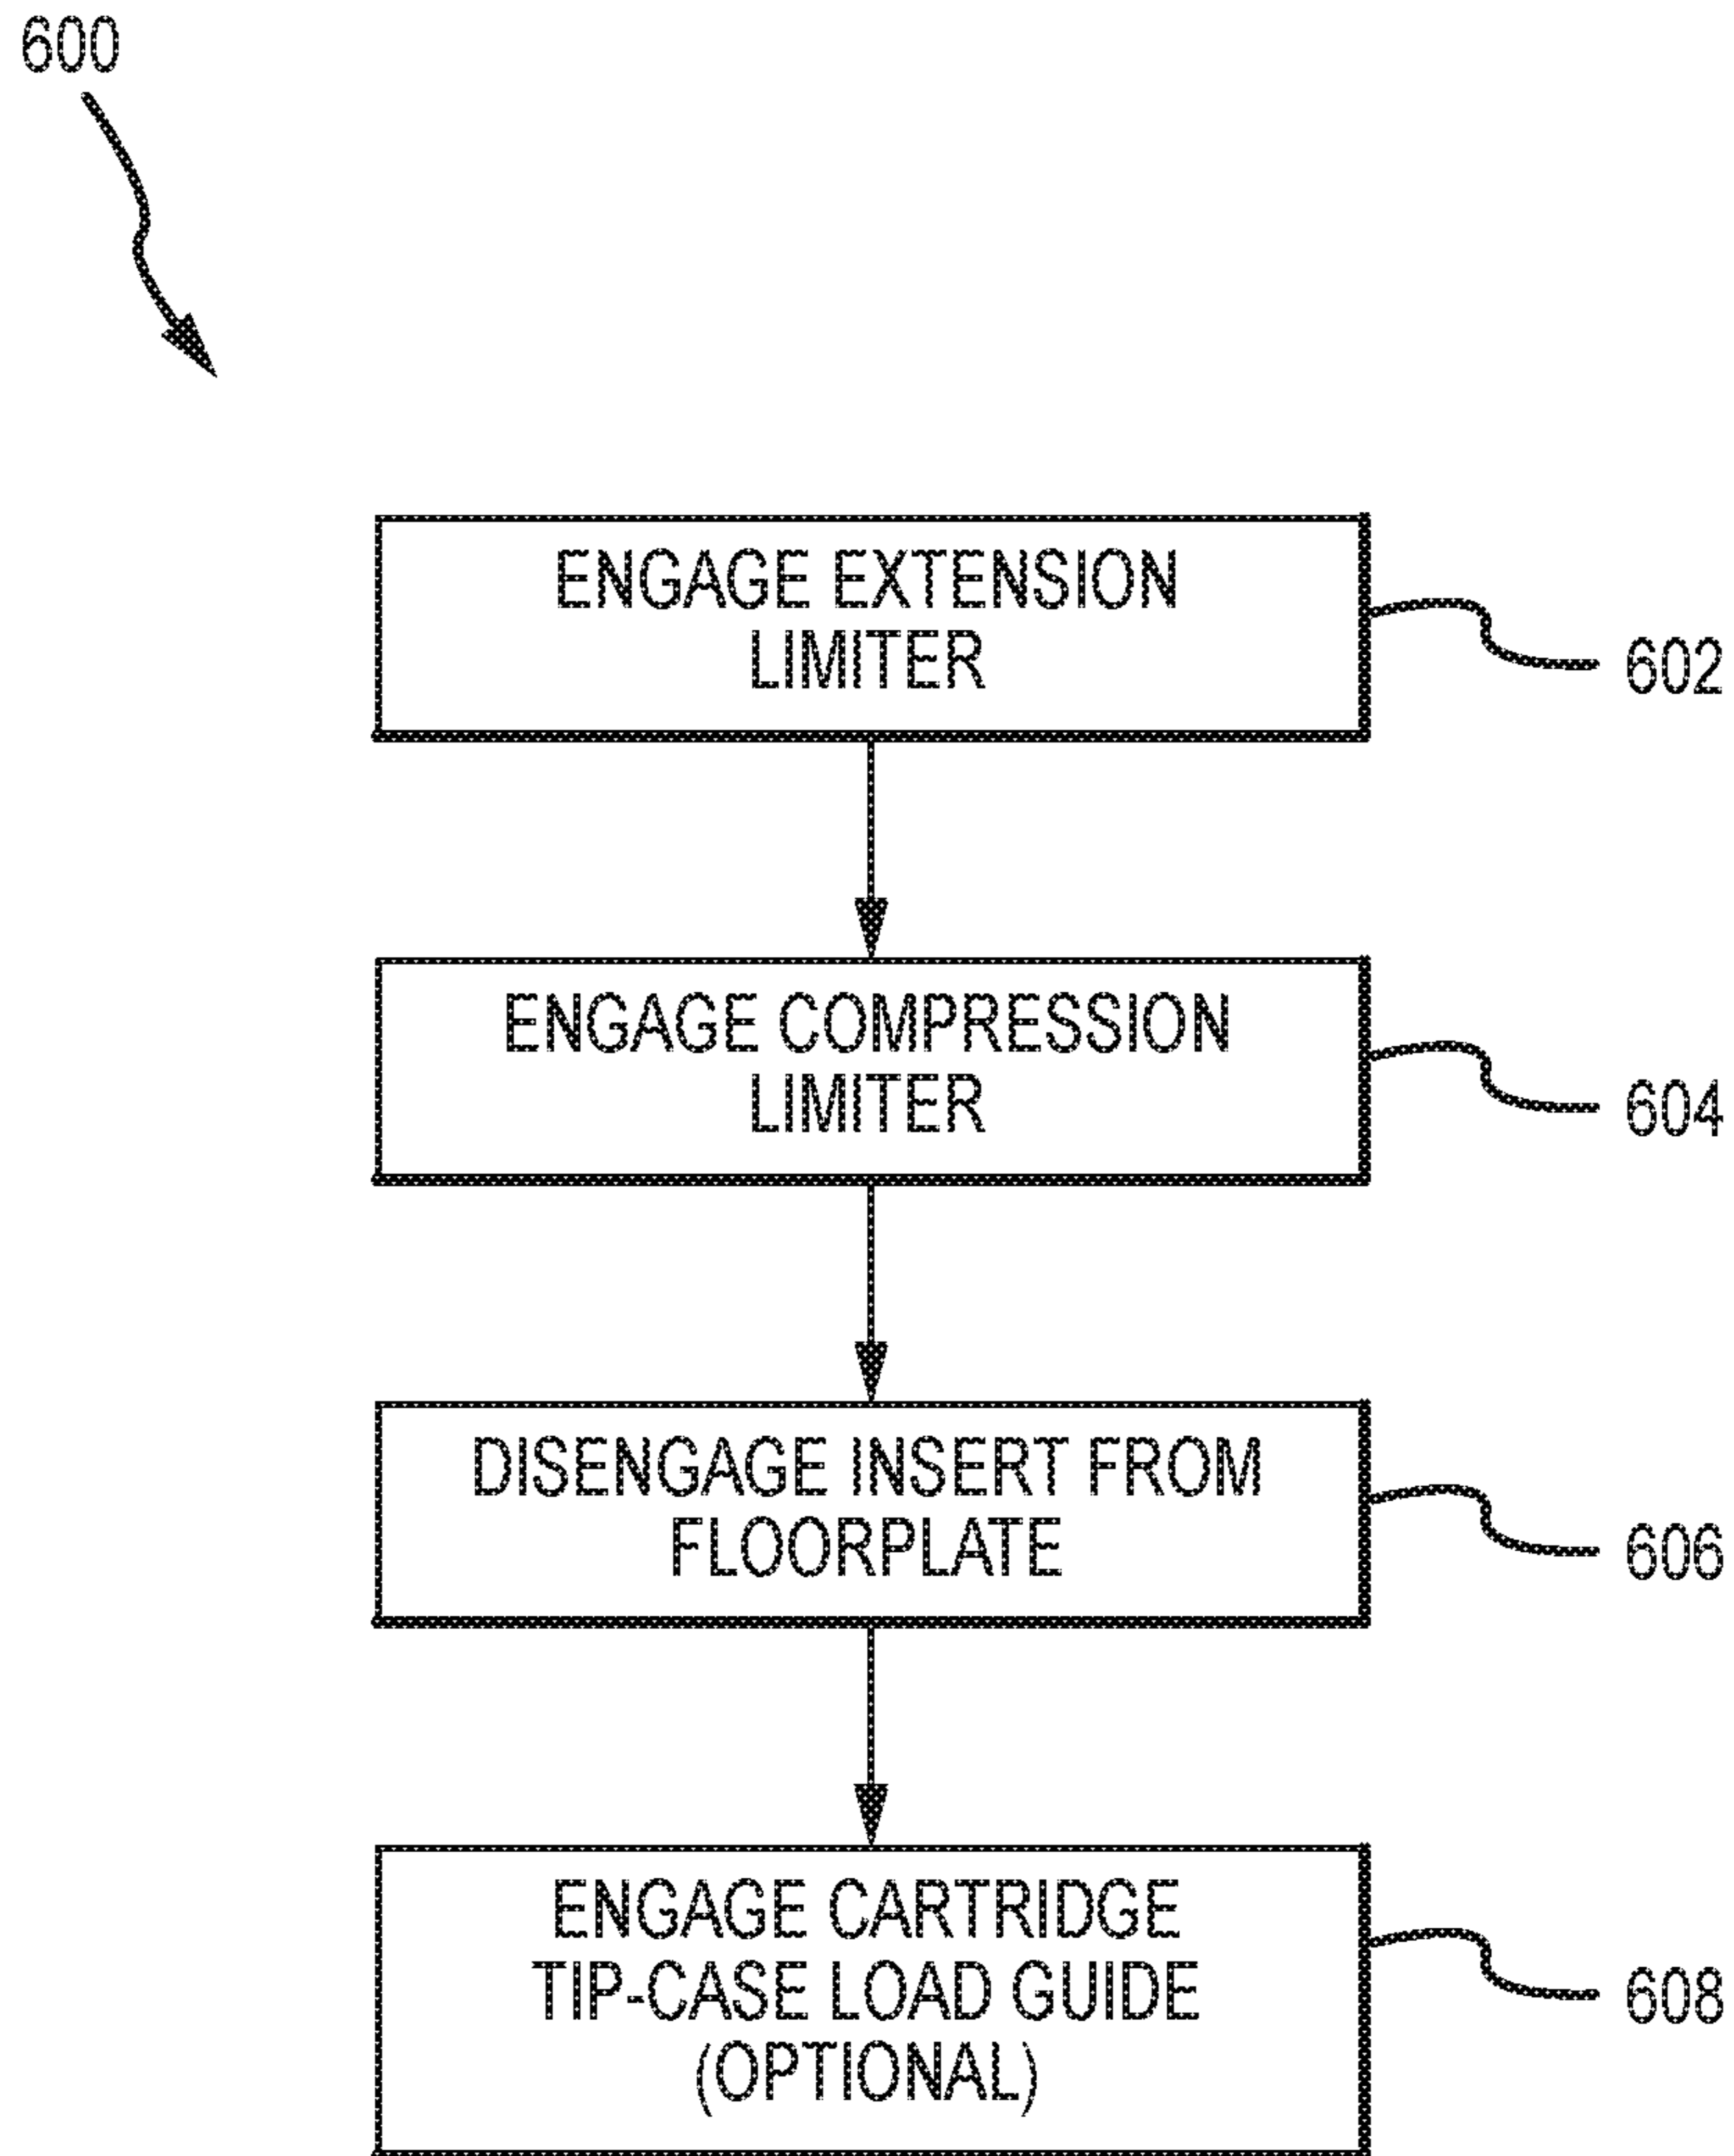 600
ENGAGE EXTENSION
LIMITER
602
ENGAGE COMPRESSION
LIMITER
604
DISENGAGE INSERT FROM
FLOORPLATE
606
ENGAGE CARTRIDGE
TIP-CASE LOAD GUIDE
(OPTIONAL)
608